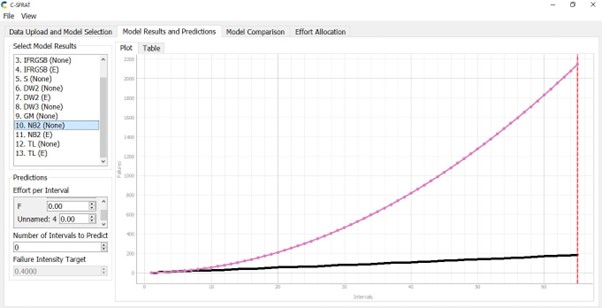 C-SPRAT
File View
Data Upload and Model Selection Model Results and Predictions Model Comparison Effort Allocation
Select Model Results
3. IFRGSB (None)
4. IFRGSB (E)
5. S (None)
6. DW2 (None)
7. DW2 (E)
8. DW3 (None)
9. GM (None)
10. NB2 (None)
11. NB2 (E)
12. TL (None)
13. TL (E)
Predictions
Effort per Interval
F 0.00
Unnamed: 4 0.00
Number of Intervals to Predict
0
Failure Intensity Target
0.4000
Plot Table
2200
2000
1800
1600
1400
1200
1000
800
600
400
200
0
Failures
0 10 20 30 40 50 60
Intervals